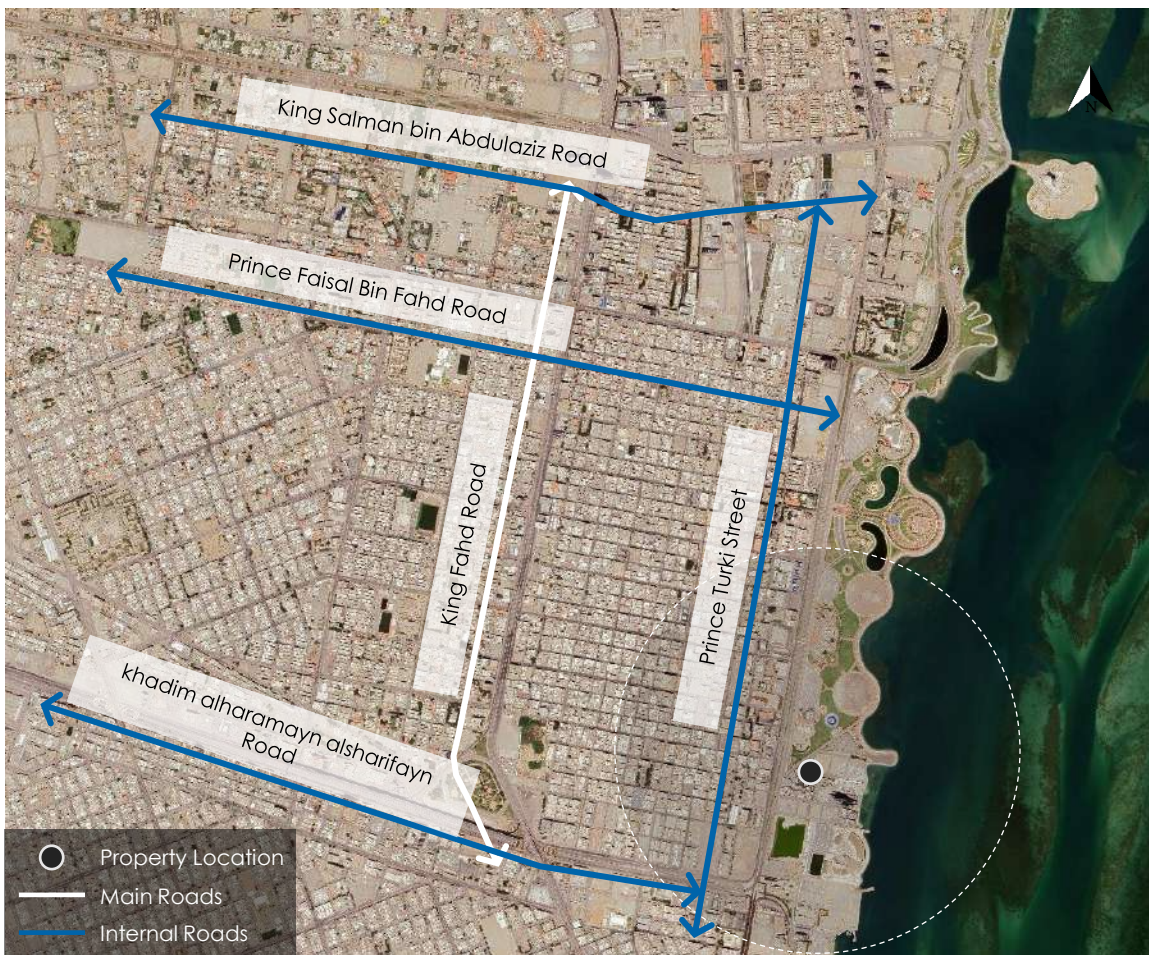 N
King Salman bin Abdulaziz Road
Prince Faisal Bin Fahd Road
King Fahd Road
Prince Turki Street
khadim alharamayn alsharifayn
Road
Property Location
Main Roads
Internal Roads